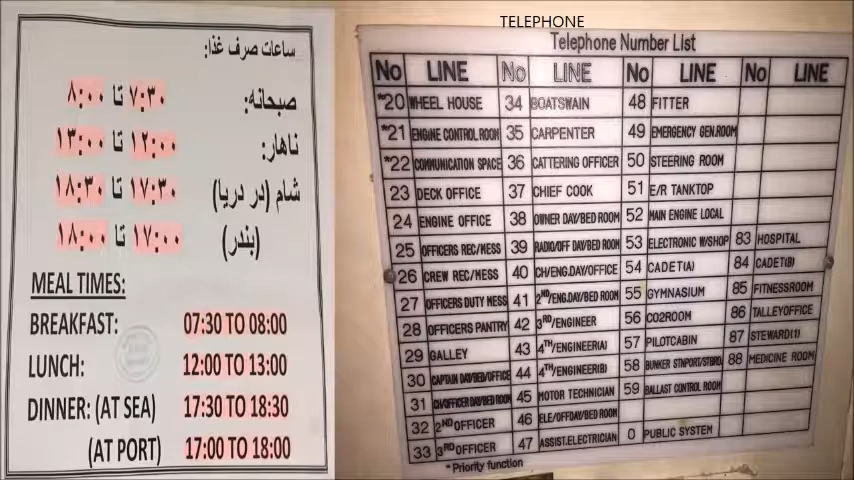 ساعات صرف غذا:
صبحانه: ۷:۳۰ تا ۸:۰۰
ناهار: ۱۲:۰۰ تا ۱۳:۰۰
شام (در دریا) ۱۷:۳۰ تا ۱۸:۳۰
(بندر) ۱۷:۰۰ تا ۱۸:۰۰
MEAL TIMES:
BREAKFAST: 07:30 TO 08:00
LUNCH: 12:00 TO 13:00
DINNER: (AT SEA) 17:30 TO 18:30
(AT PORT) 17:00 TO 18:00
TELEPHONE
Telephone Number List
No LINE No LINE No LINE No LINE
*20 WHEEL HOUSE 34 BOATSWAIN 48 FITTER
*21 ENGINE CONTROL ROOM 35 CARPENTER 49 EMERGENCY GEN.ROOM
*22 COMMUNICATION SPACE 36 CATTERING OFFICER 50 STEERING ROOM
23 DECK OFFICE 37 CHIEF COOK 51 E/R TANKTOP
24 ENGINE OFFICE 38 OWNER DAY/BED ROOM 52 MAIN ENGINE LOCAL
25 OFFICERS REC/MESS 39 RADIO/OFF DAY/BED ROOM 53 ELECTRONIC W/SHOP 83 HOSPITAL
26 CREW REC/MESS 40 CH/ENG.DAY/OFFICE 54 CADET(A) 84 CADET(B)
27 OFFICERS DUTY MESS 41 2ND/ENG.DAY/BED ROOM 55 GYMNASIUM 85 FITNESSROOM
28 OFFICERS PANTRY 42 3RD/ENGINEER 56 CO2ROOM 86 TALLEYOFFICE
29 GALLEY 43 4TH/ENGINEER(A) 57 PILOTCABIN 87 STEWARD(1)
30 CAPTAIN DAY/BED/OFFICE 44 4TH/ENGINEER(B) 58 BUNKER STNPORT/STBRD 88 MEDICINE ROOM
31 CH/OFFICER DAY/BED ROOM 45 MOTOR TECHNICIAN 59 BALLAST CONTROL ROOM
32 2ND OFFICER 46 ELE/OFFDAY/BED ROOM
33 3RD OFFICER 47 ASSIST.ELECTRICIAN 0 PUBLIC SYSTEM
* Priority function